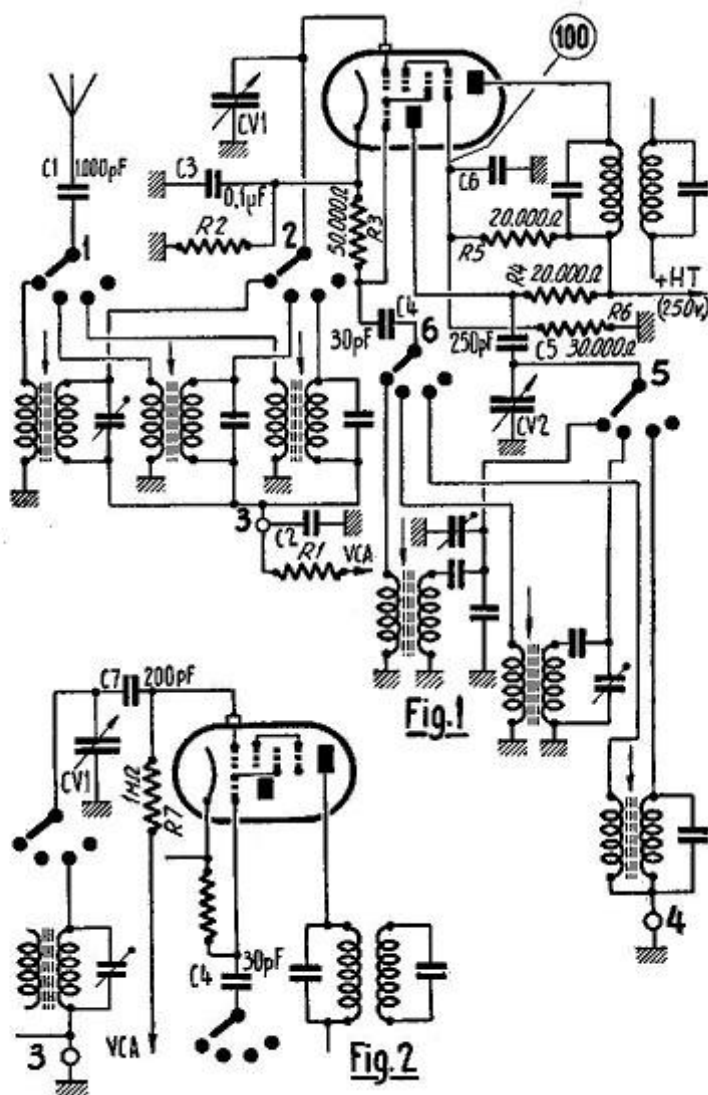 100
CV1
C1
1.000pF
C3
0,1µF
R2
50.000Ω
R3
C6
20.000Ω
R5
R4
20.000Ω
+HT
(250v.)
R6
30.000Ω
1
2
C4
30pF
6
250pF
C5
5
CV2
3
C2
R1
VCA
Fig.1
C7
200pF
CV1
1MΩ
R7
C4
30pF
4
3
VCA
Fig.2